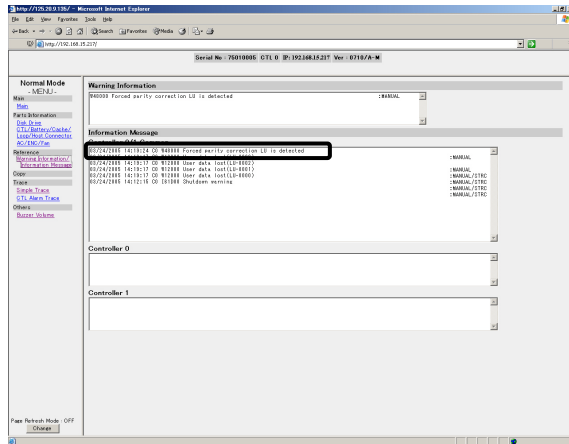 http://125.20.9.135/ - Microsoft Internet Explorer
File Edit View Favorites Tools Help
Back Search Favorites Media
http://192.168.15.217/
Serial No : 75010005 CTL 0 IP : 192.168.15.217 Ver : 0710/A-M
Normal Mode
- MENU -
Main
Main
Parts Information
Disk Drive
CTL/Battery/Cache/
Loop/Host Connector
AC/ENC/Fan
Reference
Warning Information/
Information Message
Copy
Trace
Simple Trace
CTL Alarm Trace
Others
Buzzer Volume
Page Refresh Mode : OFF
Change
Warning Information
W40000 Forced parity correction LU is detected :MANUAL
Information Message
Controller 0/1 Common
03/24/2005 14:19:24 C0 W40000 Forced parity correction LU is detected
:MANUAL
03/24/2005 14:19:17 C0 W12000 User data lost(LU-0002)
03/24/2005 14:19:17 C0 W12000 User data lost(LU-0001) :MANUAL
03/24/2005 14:19:17 C0 W12000 User data lost(LU-0000) :MANUAL/STRC
03/24/2005 14:12:15 C0 I61D00 Shutdown warning :MANUAL/STRC
:MANUAL/STRC
:MANUAL/STRC
Controller 0
Controller 1